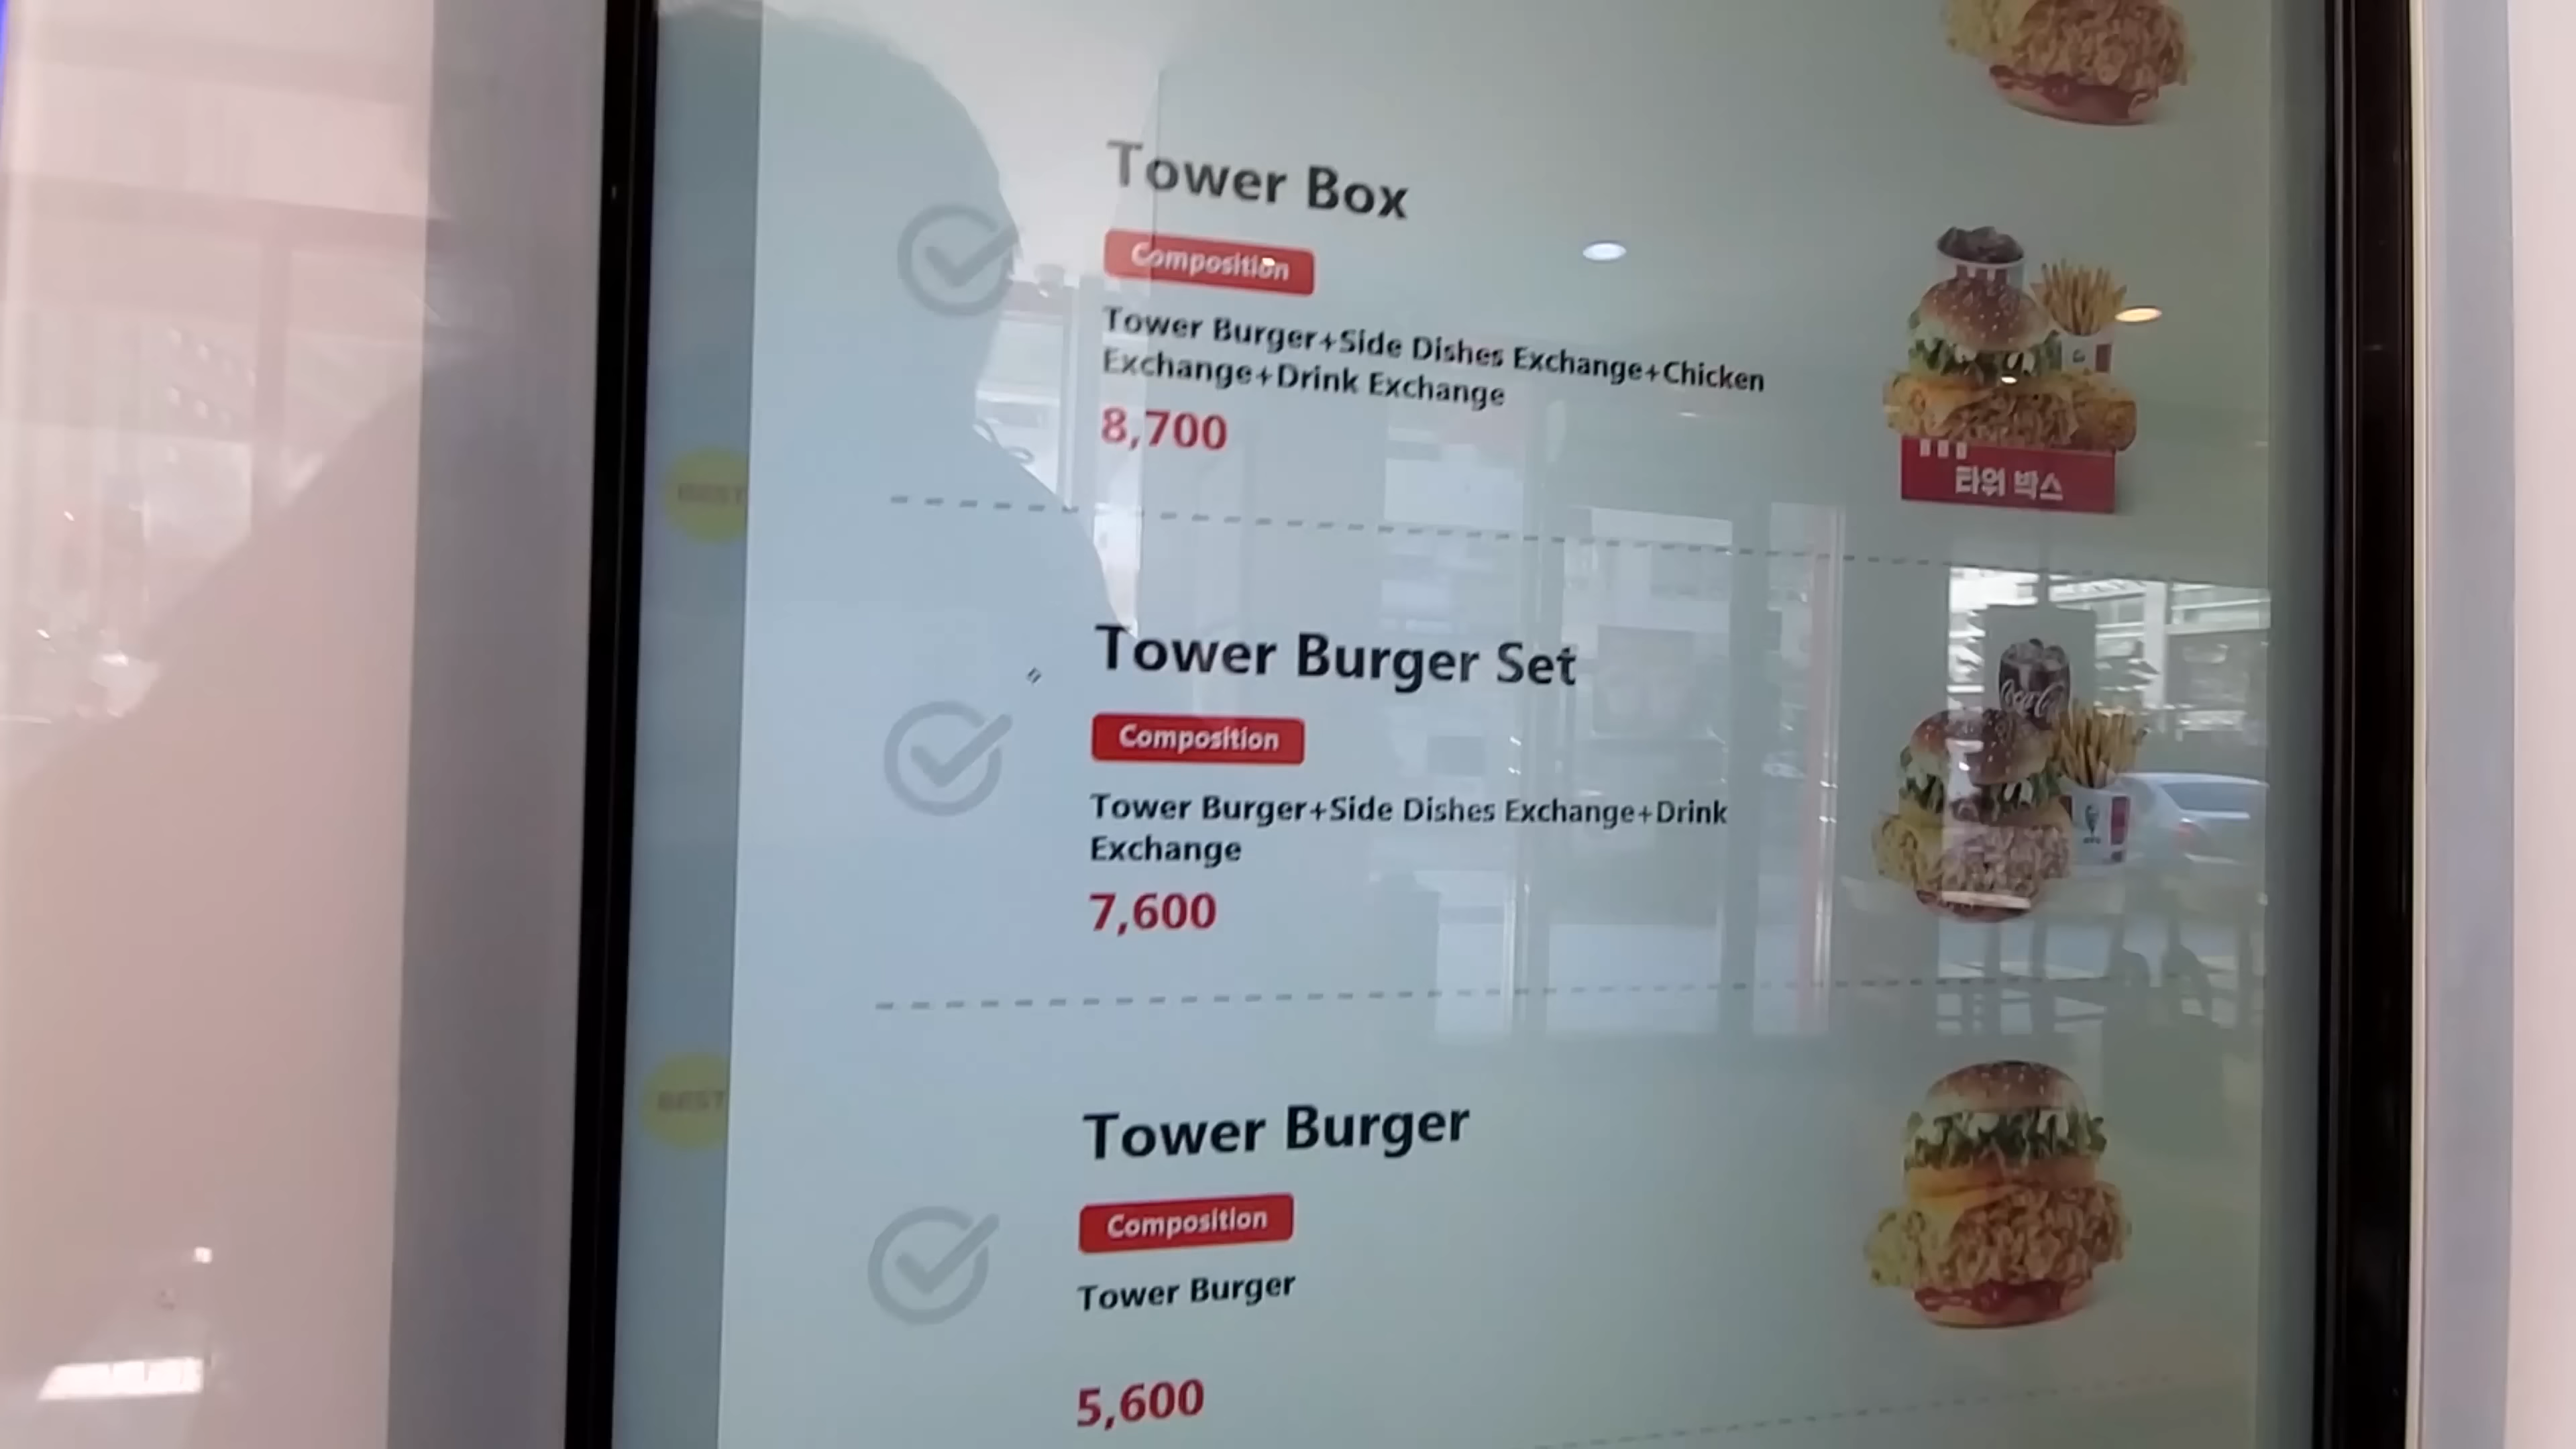 Tower Box
Composition
Tower Burger+Side Dishes Exchange+Chicken
Exchange+Drink Exchange
8,700
타워 박스
BEST
Tower Burger Set
Composition
Tower Burger+Side Dishes Exchange+Drink
Exchange
7,600
BEST
Tower Burger
Composition
Tower Burger
5,600